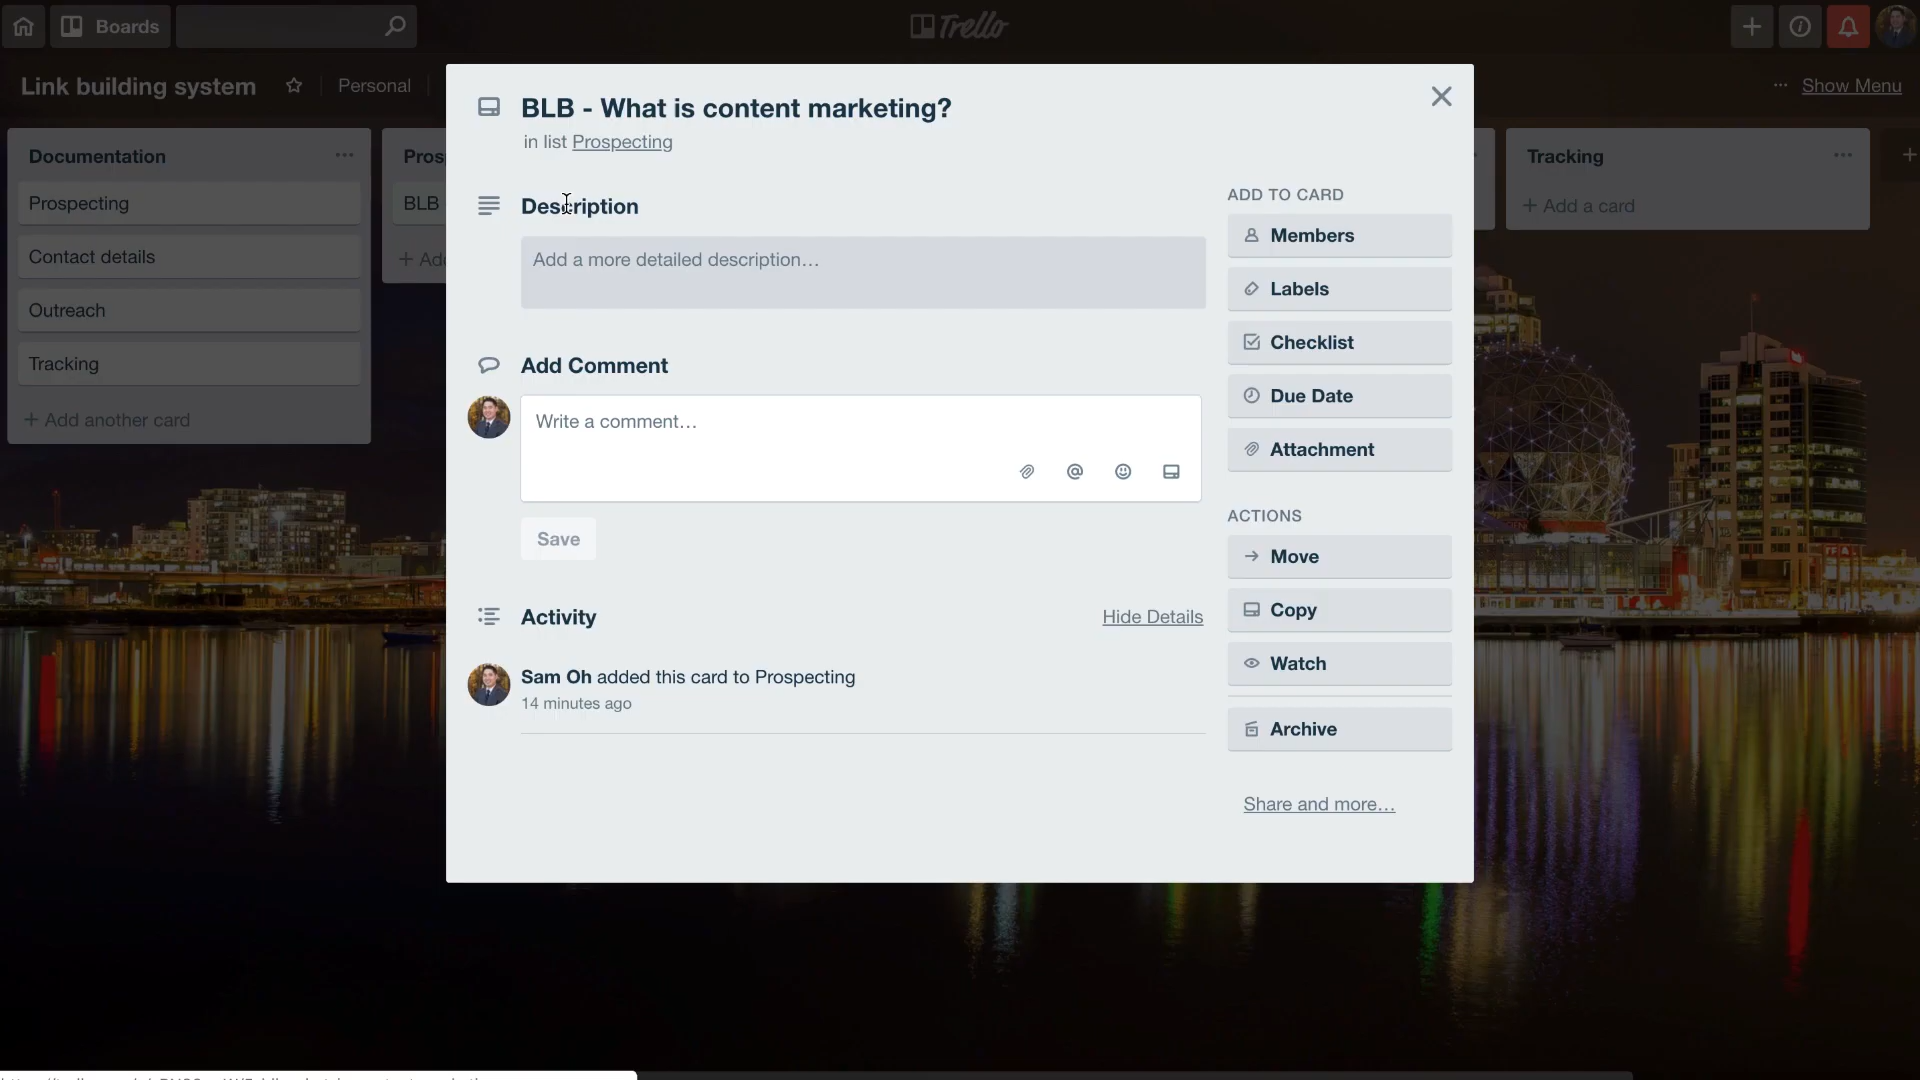 Boards
Trello
Link building system
Personal
Show Menu
Documentation
Prospecting
Contact details
Outreach
Tracking
+ Add another card
BLB
BLB - What is content marketing?
in list Prospecting
Description
Add a more detailed description…
Add Comment
Write a comment…
Save
Activity
Hide Details
Sam Oh added this card to Prospecting
14 minutes ago
ADD TO CARD
Members
Labels
Checklist
Due Date
Attachment
ACTIONS
Move
Copy
Watch
Archive
Share and more…
Tracking
+ Add a card